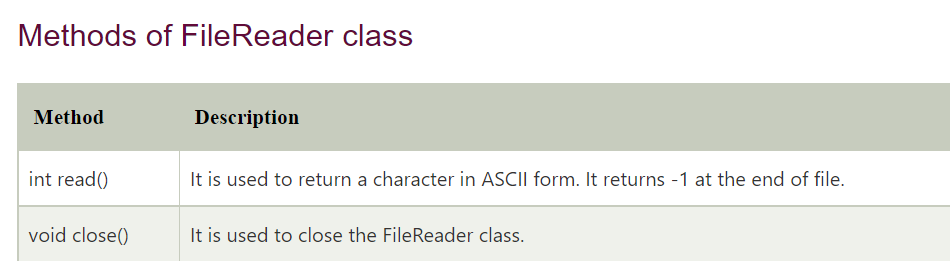 Methods of FileReader class
Method Description
int read() It is used to return a character in ASCII form. It returns -1 at the end of file.
void close() It is used to close the FileReader class.